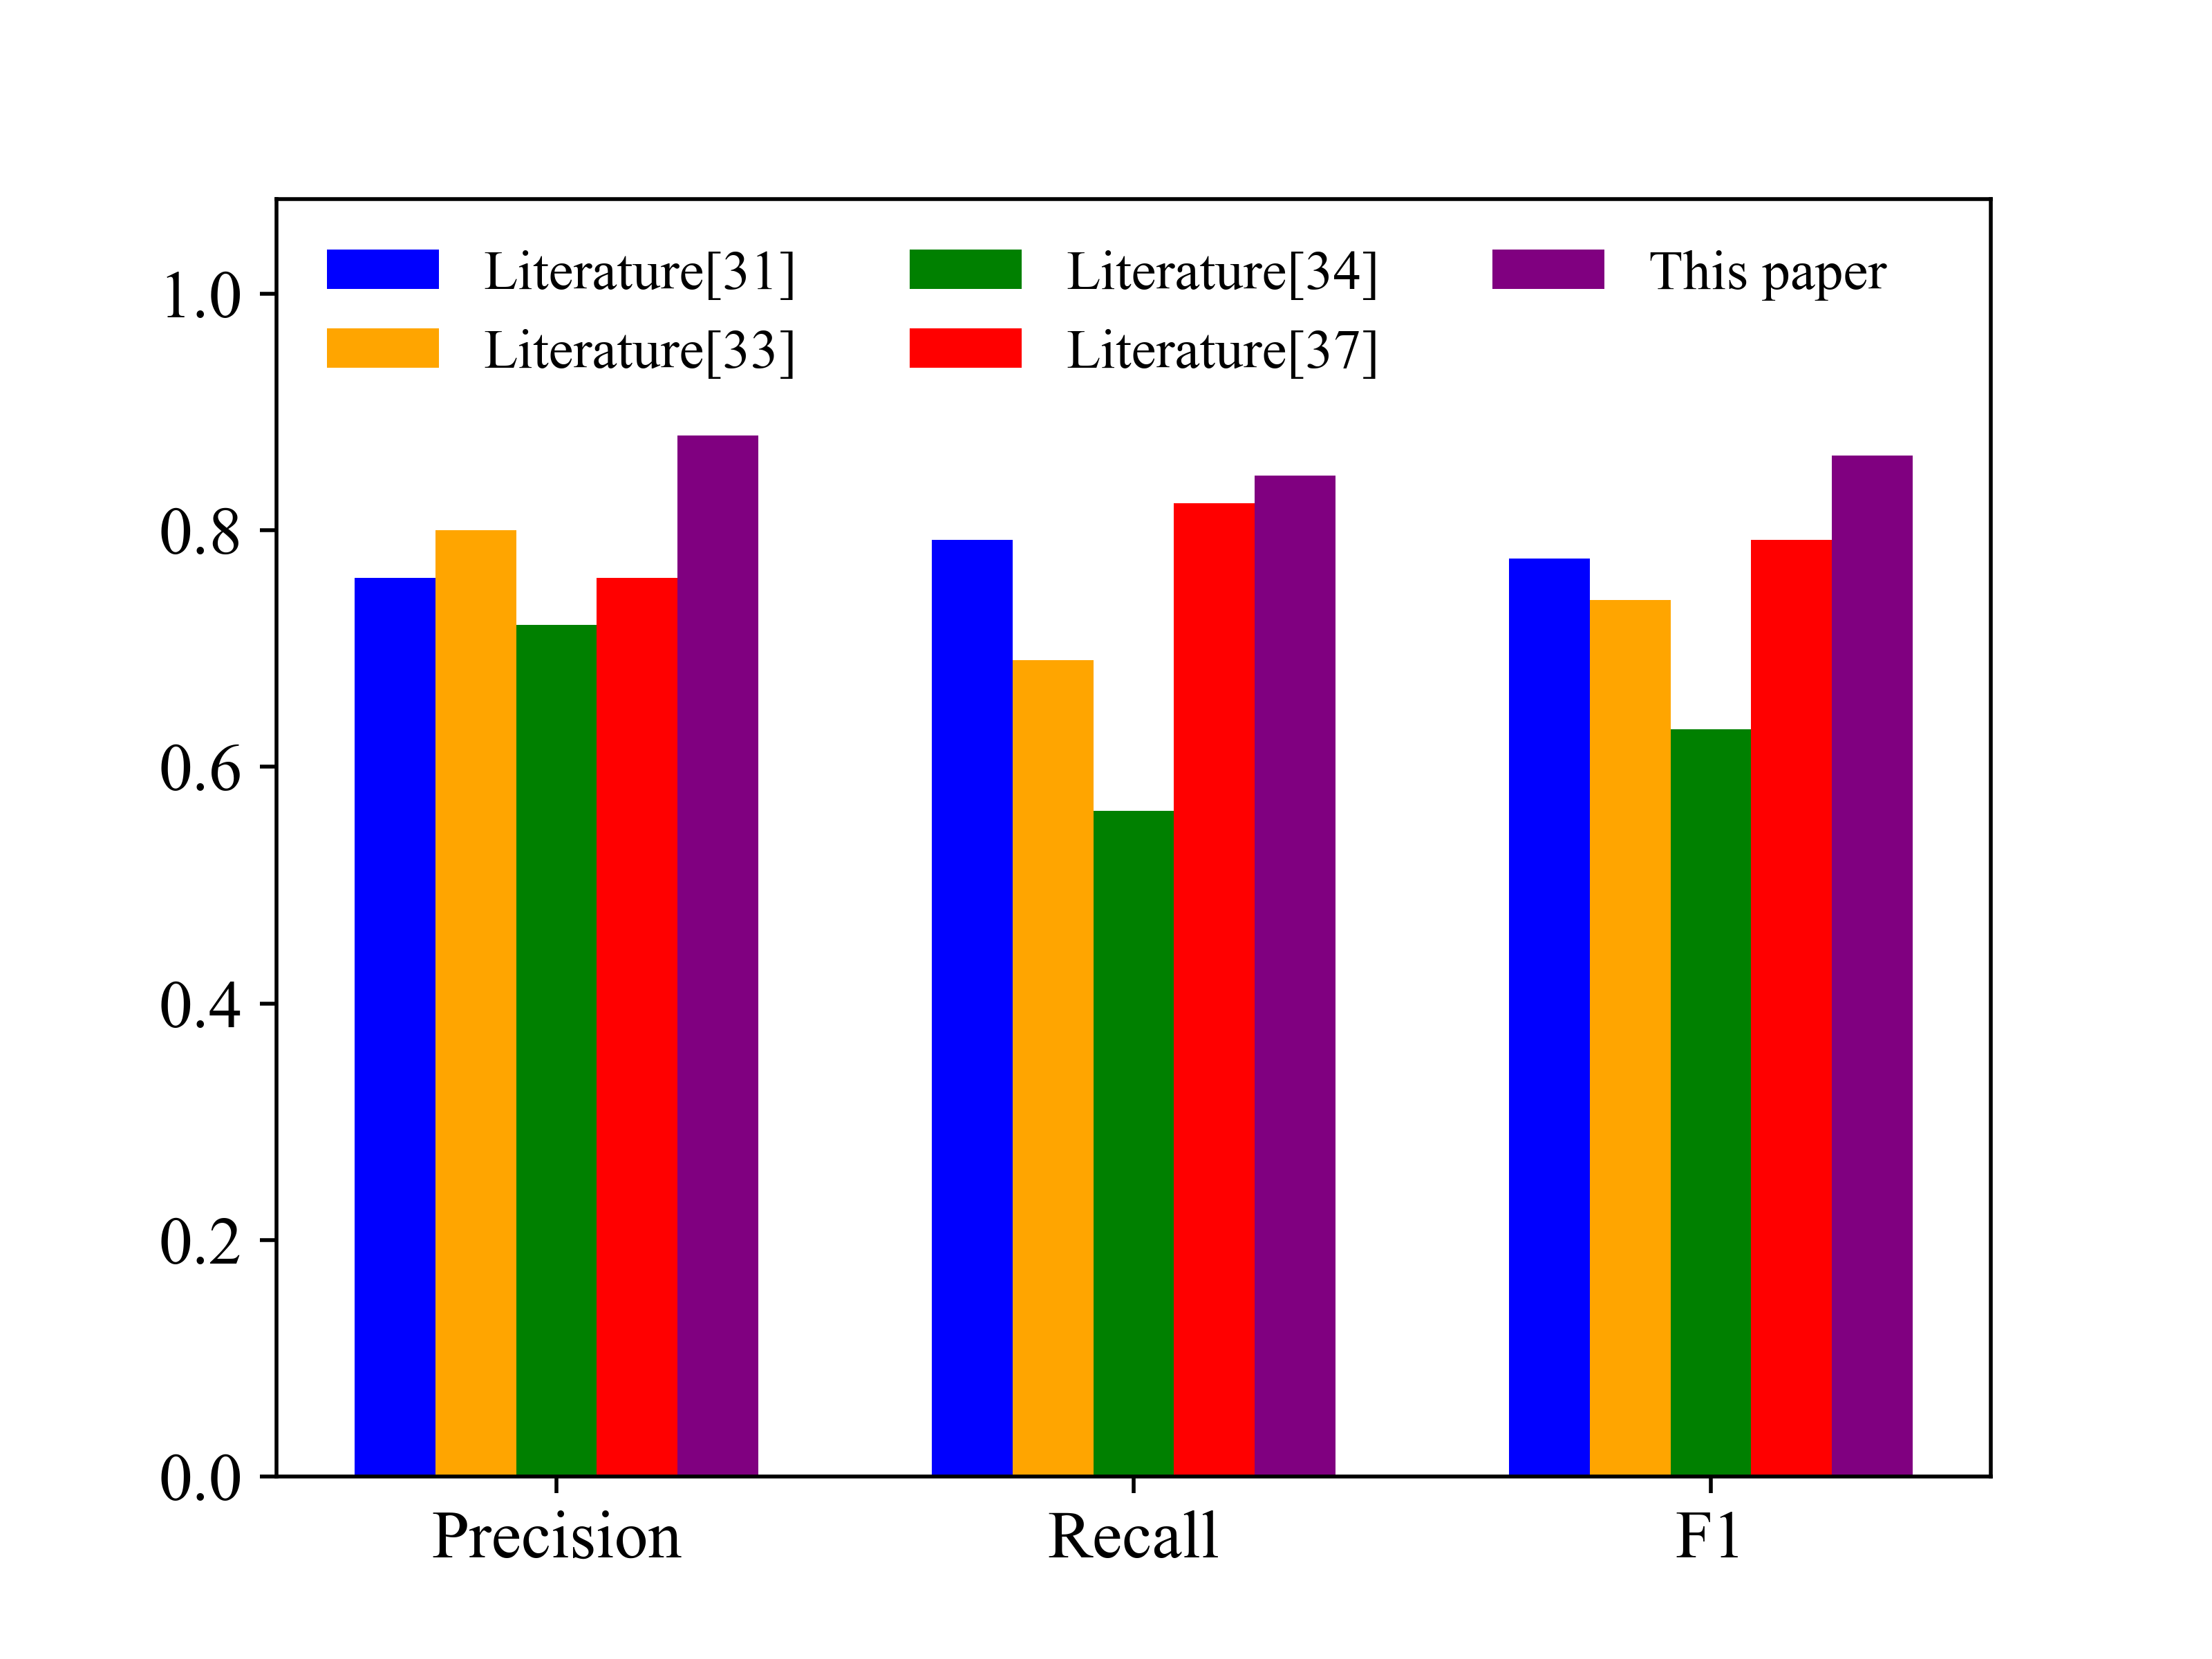 Literature[31] Literature[34] This paper
Literature[33] Literature[37]
1.0
0.8
0.6
0.4
0.2
0.0
Precision Recall F1